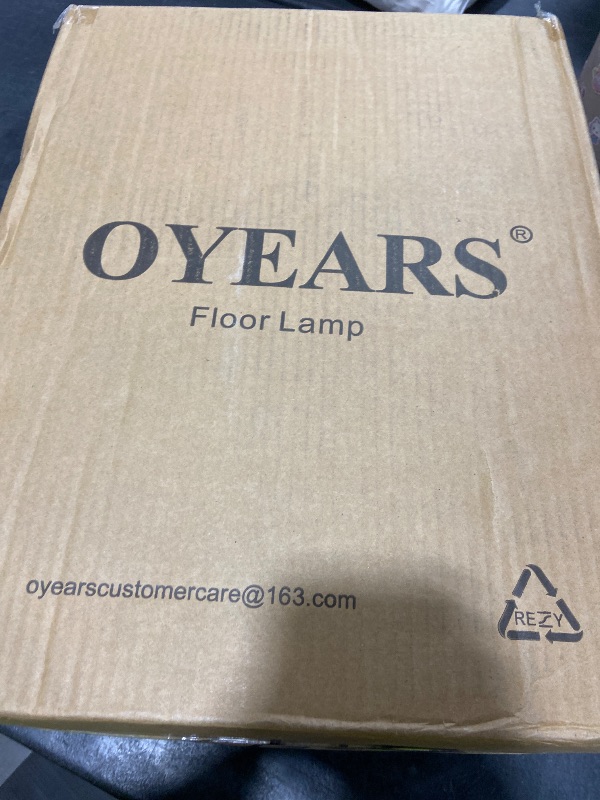 OYEARS®
Floor Lamp
oyearscustomercare@163.com
REZY